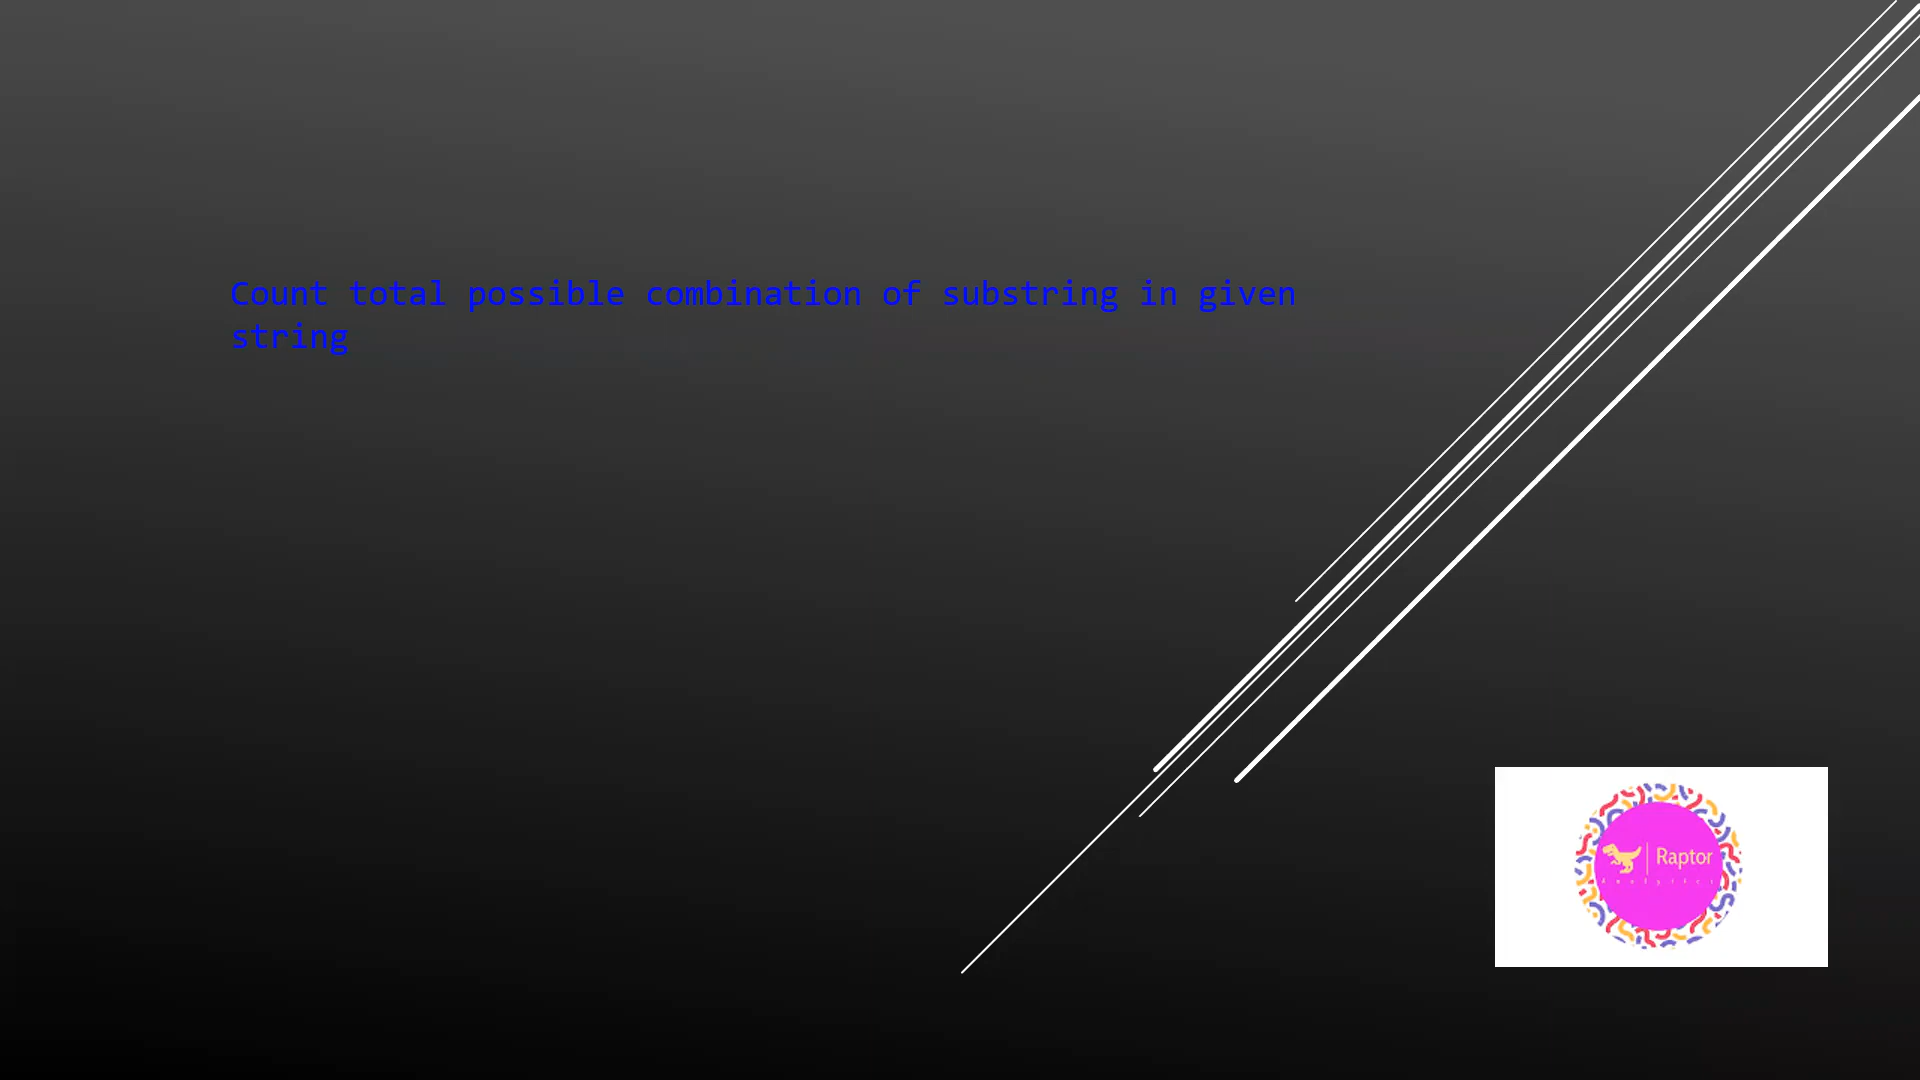 Count total possible combination of substring in given
string
Raptor